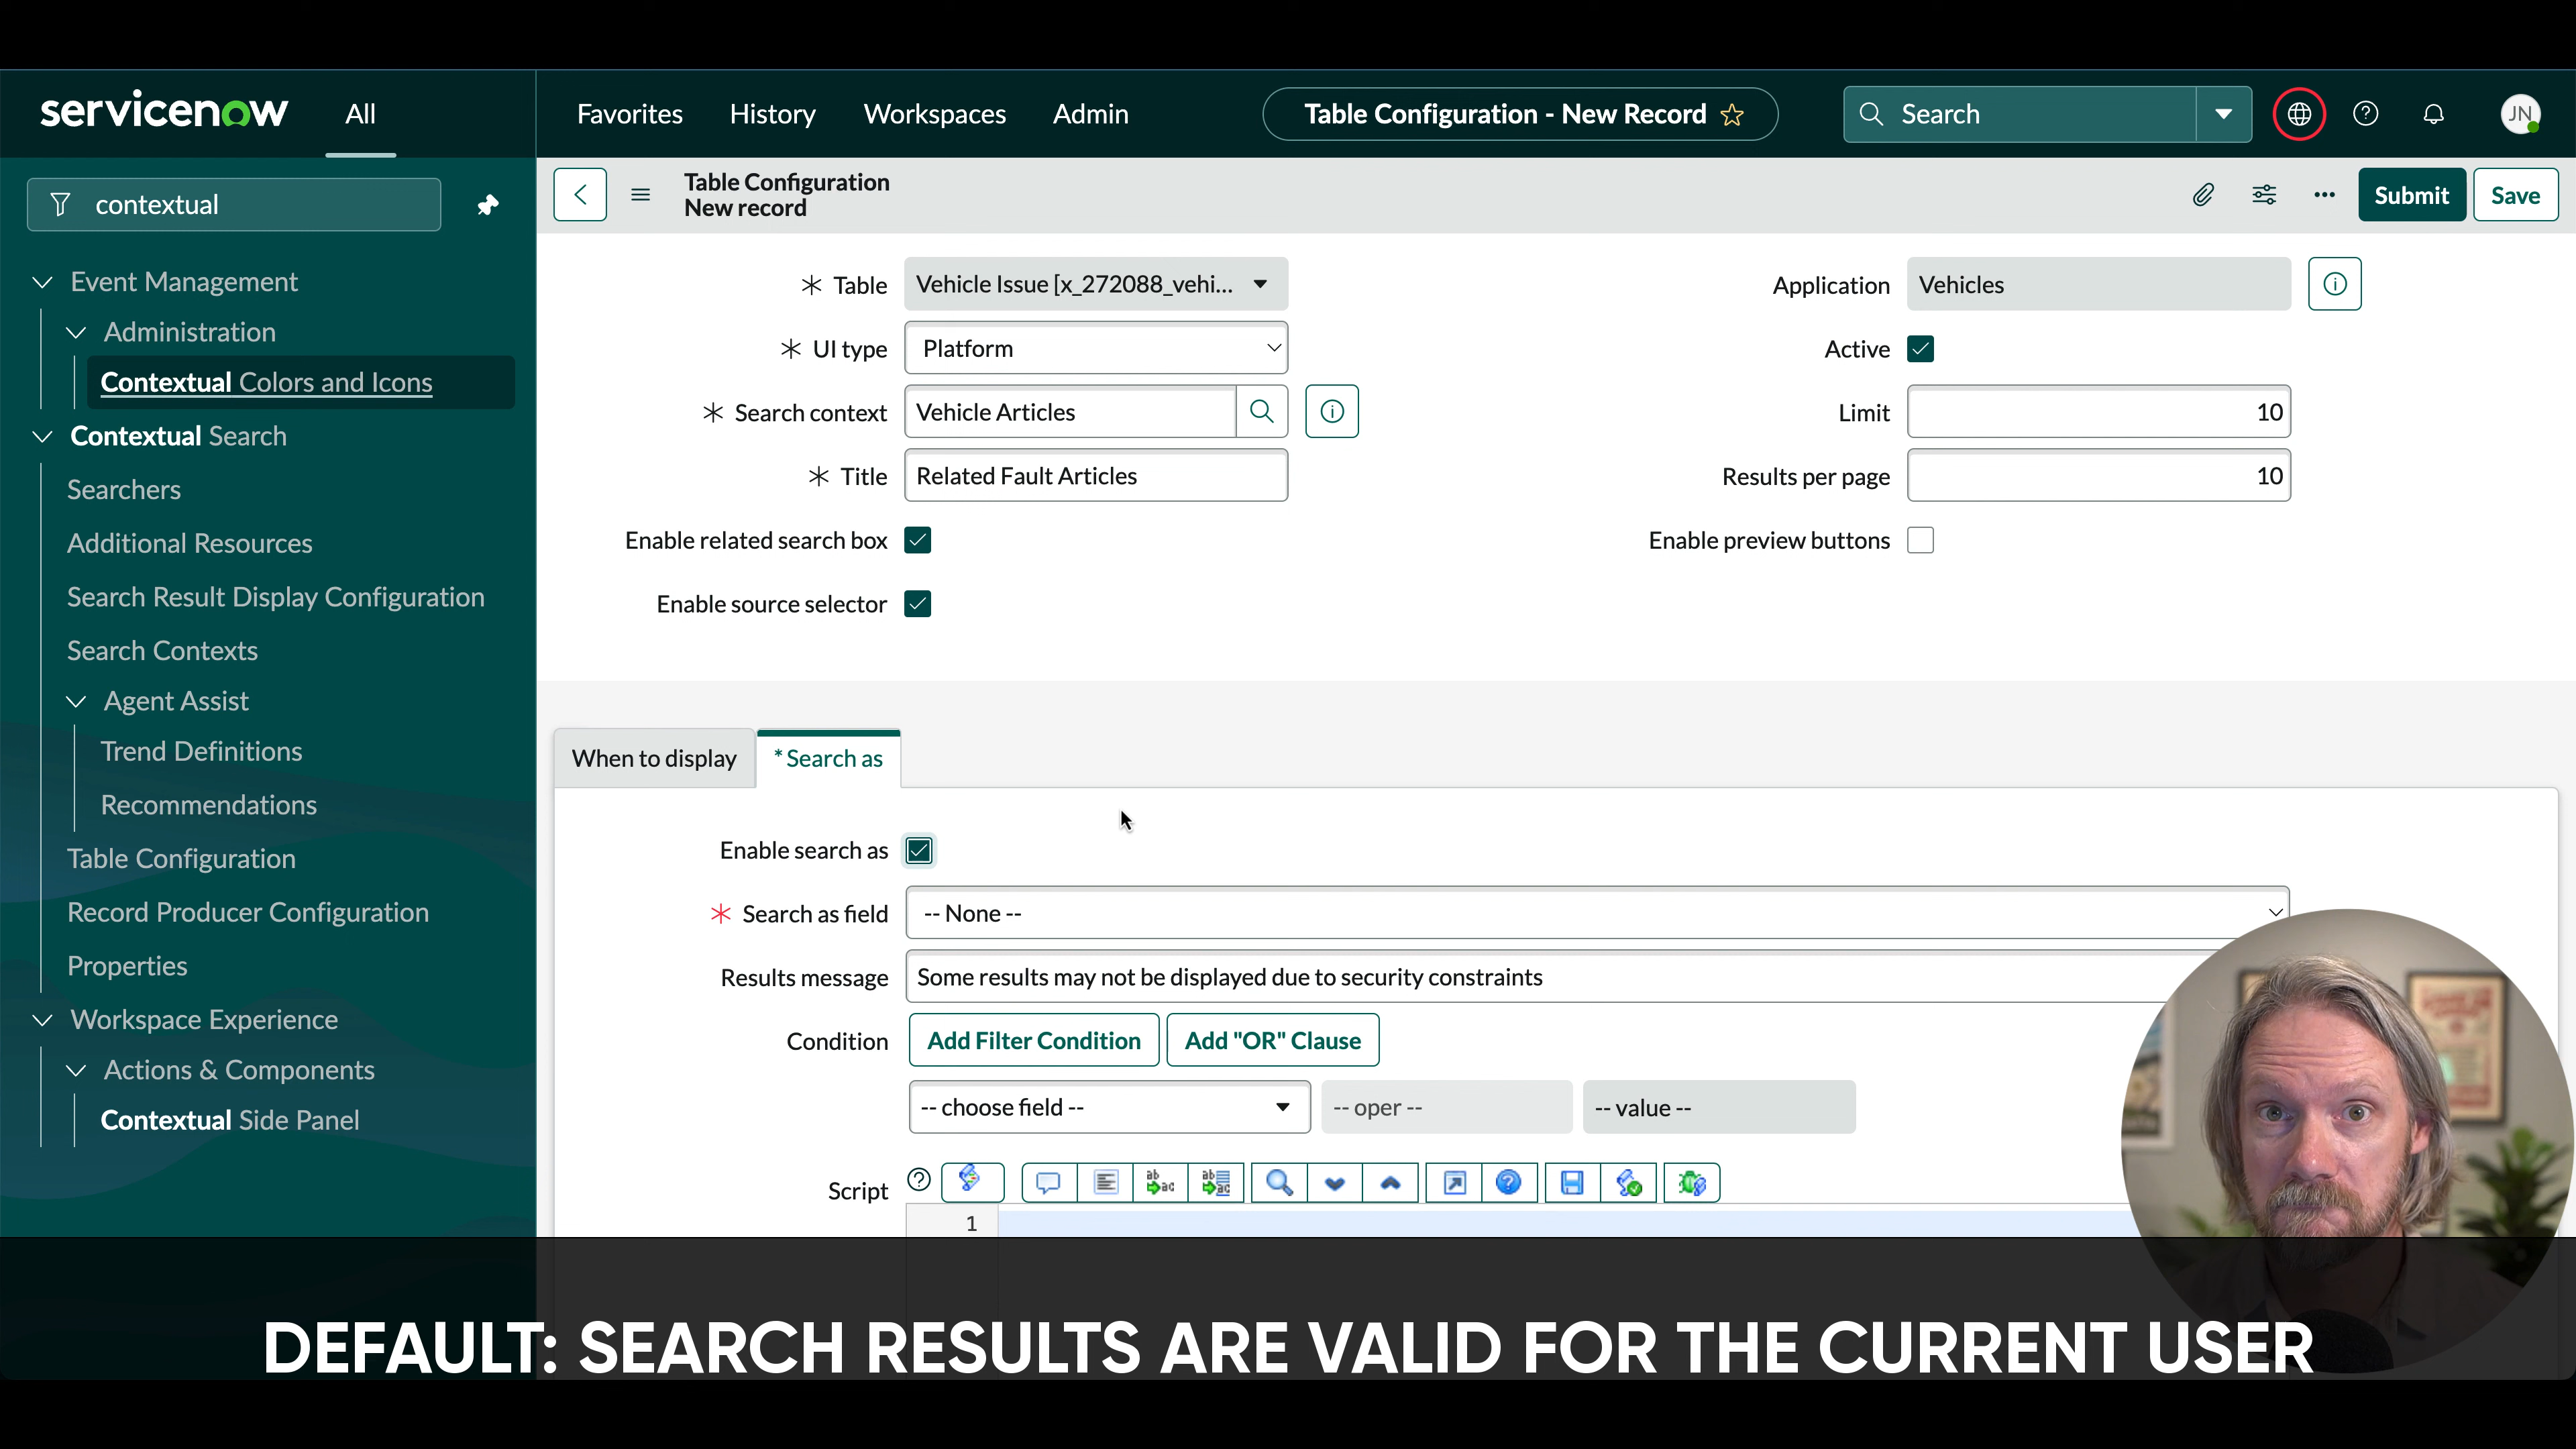 servicenow
All
Favorites
History
Workspaces
Admin
Table Configuration - New Record
Search
JN
contextual
Table Configuration
New record
Submit
Save
Event Management
Administration
Contextual Colors and Icons
Contextual Search
Searchers
Additional Resources
Search Result Display Configuration
Search Contexts
Agent Assist
Trend Definitions
Recommendations
Table Configuration
Record Producer Configuration
Properties
Workspace Experience
Actions & Components
Contextual Side Panel
* Table
Vehicle Issue [x_272088_vehi...
Application
Vehicles
* UI type
Platform
Active
* Search context
Vehicle Articles
Limit
10
* Title
Related Fault Articles
Results per page
10
Enable related search box
Enable preview buttons
Enable source selector
When to display
* Search as
Enable search as
* Search as field
-- None --
Results message
Some results may not be displayed due to security constraints
Condition
Add Filter Condition
Add "OR" Clause
-- choose field --
-- oper --
-- value --
Script
1
DEFAULT: SEARCH RESULTS ARE VALID FOR THE CURRENT USER